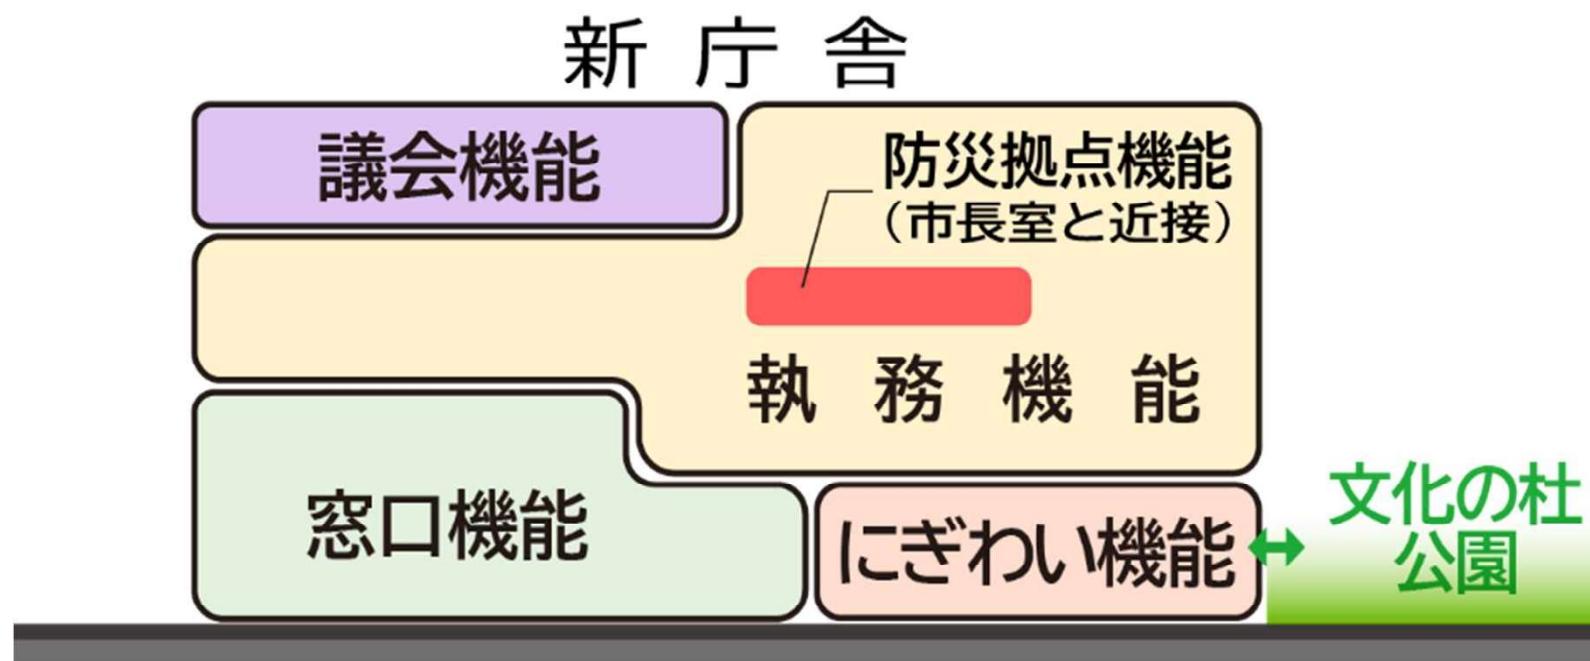 新庁舎
議会機能
防災拠点機能
（市長室と近接）
執務機能
窓口機能
にぎわい機能
文化の杜
公園